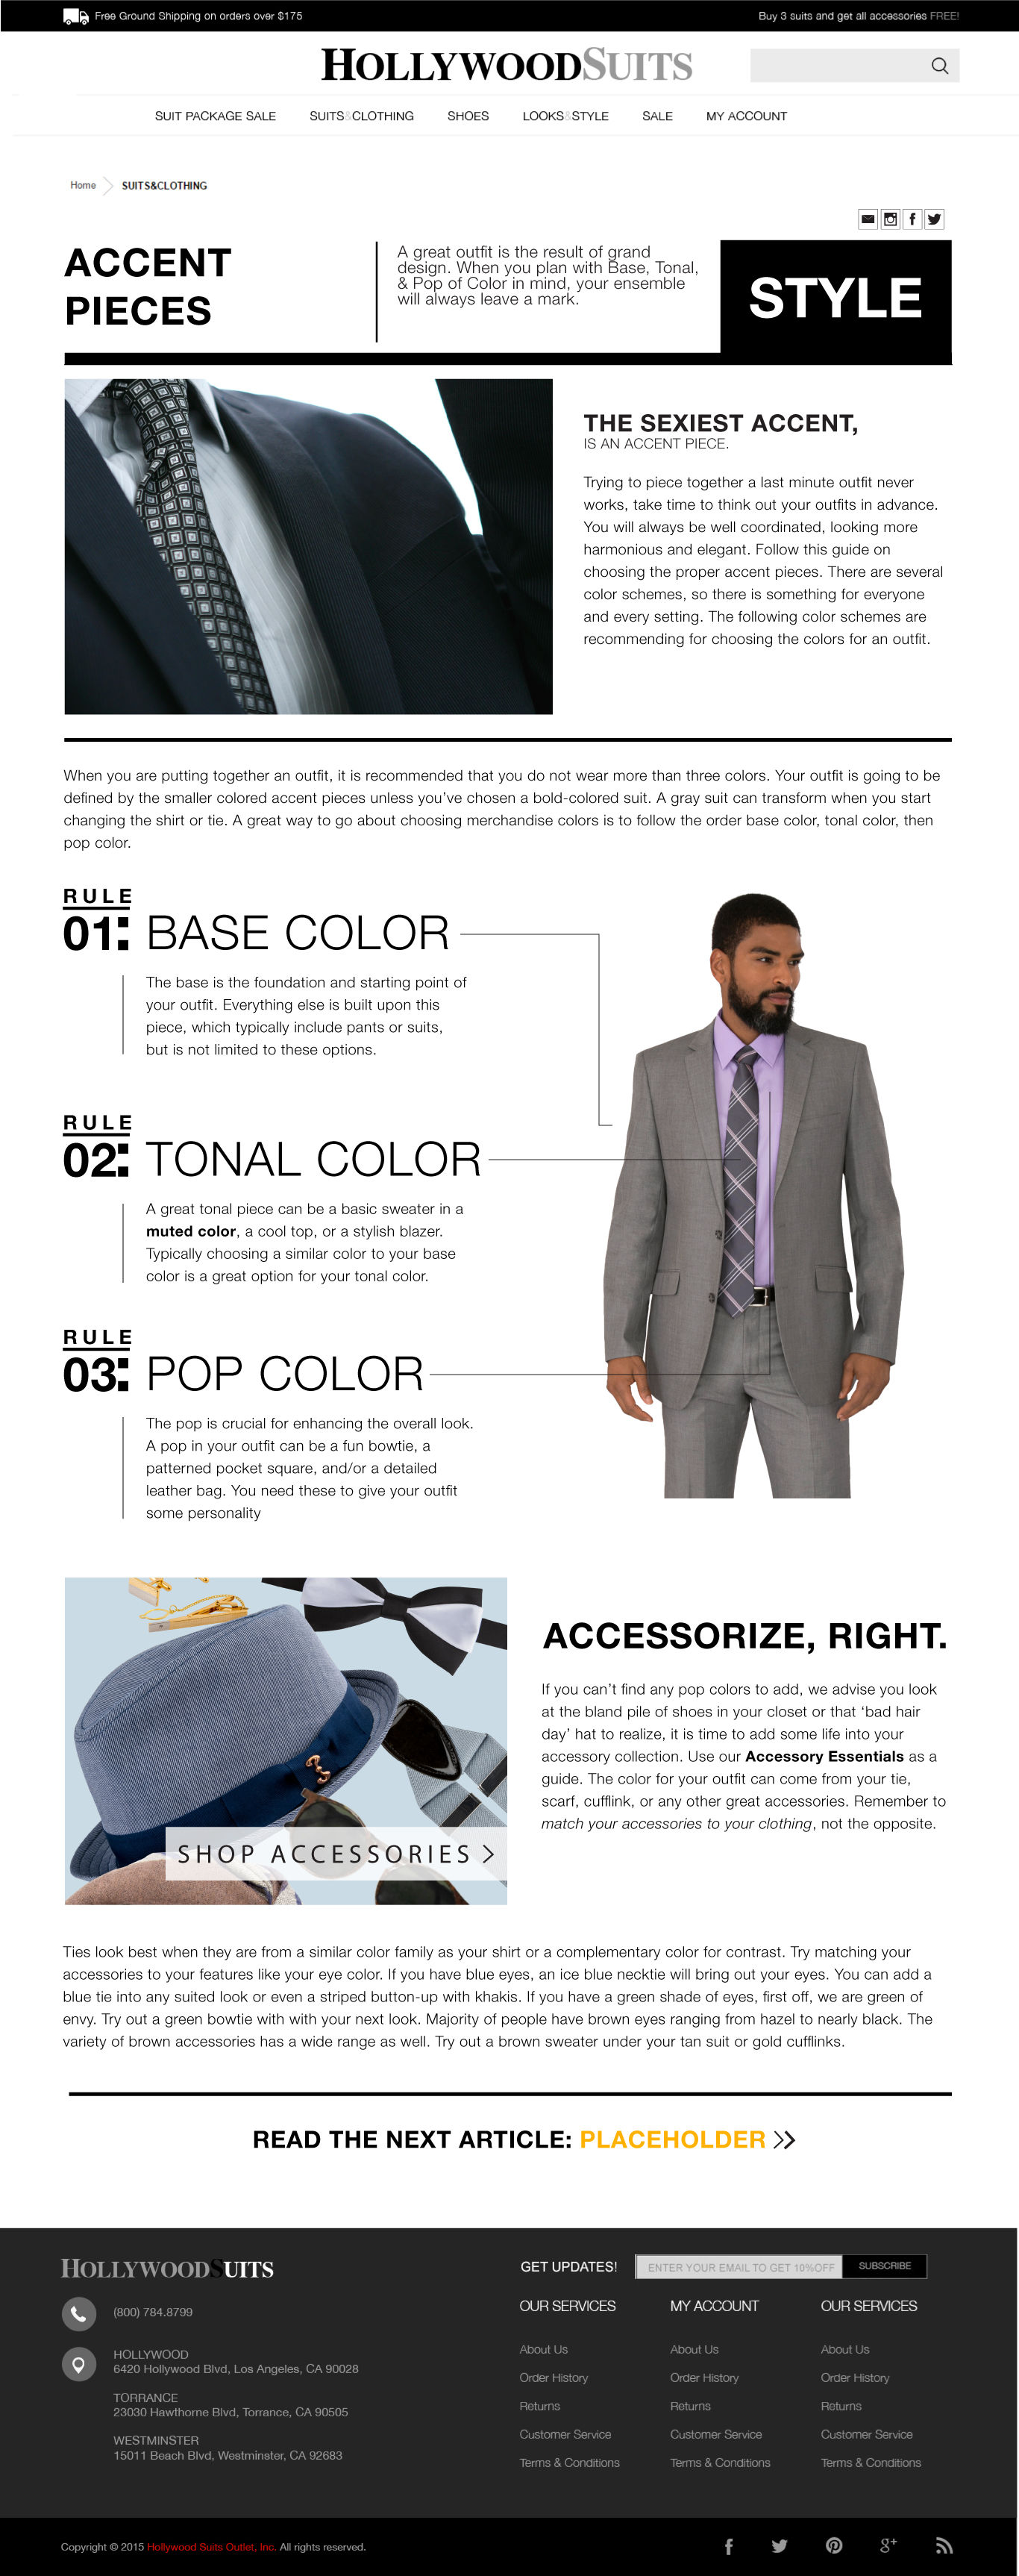 Free Ground Shipping on orders over $175
Buy 3 suits and get all accessories FREE!
HOLLYWOODSUITS
SUIT PACKAGE SALE
SUITS&CLOTHING
SHOES
LOOKS&STYLE
SALE
MY ACCOUNT
Home
SUITS&CLOTHING
ACCENT
PIECES
A great outfit is the result of grand
design. When you plan with Base, Tonal,
& Pop of Color in mind, your ensemble
will always leave a mark.
STYLE
THE SEXIEST ACCENT,
IS AN ACCENT PIECE.
Trying to piece together a last minute outfit never
works, take time to think out your outfits in advance.
You will always be well coordinated, looking more
harmonious and elegant. Follow this guide on
choosing the proper accent pieces. There are several
color schemes, so there is something for everyone
and every setting. The following color schemes are
recommending for choosing the colors for an outfit.
When you are putting together an outfit, it is recommended that you do not wear more than three colors. Your outfit is going to be
defined by the smaller colored accent pieces unless you've chosen a bold-colored suit. A gray suit can transform when you start
changing the shirt or tie. A great way to go about choosing merchandise colors is to follow the order base color, tonal color, then
pop color.
RULE
01: BASE COLOR
The base is the foundation and starting point of
your outfit. Everything else is built upon this
piece, which typically include pants or suits,
but is not limited to these options.
RULE
02: TONAL COLOR
A great tonal piece can be a basic sweater in a
muted color, a cool top, or a stylish blazer.
Typically choosing a similar color to your base
color is a great option for your tonal color.
RULE
03: POP COLOR
The pop is crucial for enhancing the overall look.
A pop in your outfit can be a fun bowtie, a
patterned pocket square, and/or a detailed
leather bag. You need these to give your outfit
some personality
SHOP ACCESSORIES >
ACCESSORIZE, RIGHT.
If you can't find any pop colors to add, we advise you look
at the bland pile of shoes in your closet or that 'bad hair
day' hat to realize, it is time to add some life into your
accessory collection. Use our Accessory Essentials as a
guide. The color for your outfit can come from your tie,
scarf, cufflink, or any other great accessories. Remember to
match your accessories to your clothing, not the opposite.
Ties look best when they are from a similar color family as your shirt or a complementary color for contrast. Try matching your
accessories to your features like your eye color. If you have blue eyes, an ice blue necktie will bring out your eyes. You can add a
blue tie into any suited look or even a striped button-up with khakis. If you have a green shade of eyes, first off, we are green of
envy. Try out a green bowtie with with your next look. Majority of people have brown eyes ranging from hazel to nearly black. The
variety of brown accessories has a wide range as well. Try out a brown sweater under your tan suit or gold cufflinks.
READ THE NEXT ARTICLE: PLACEHOLDER >>
HOLLYWOODSUITS
(800) 784.8799
HOLLYWOOD
6420 Hollywood Blvd, Los Angeles, CA 90028
TORRANCE
23030 Hawthorne Blvd, Torrance, CA 90505
WESTMINSTER
15011 Beach Blvd, Westminster, CA 92683
GET UPDATES!
ENTER YOUR EMAIL TO GET 10%OFF
SUBSCRIBE
OUR SERVICES
About Us
Order History
Returns
Customer Service
Terms & Conditions
MY ACCOUNT
About Us
Order History
Returns
Customer Service
Terms & Conditions
OUR SERVICES
About Us
Order History
Returns
Customer Service
Terms & Conditions
Copyright © 2015 Hollywood Suits Outlet, Inc. All rights reserved.